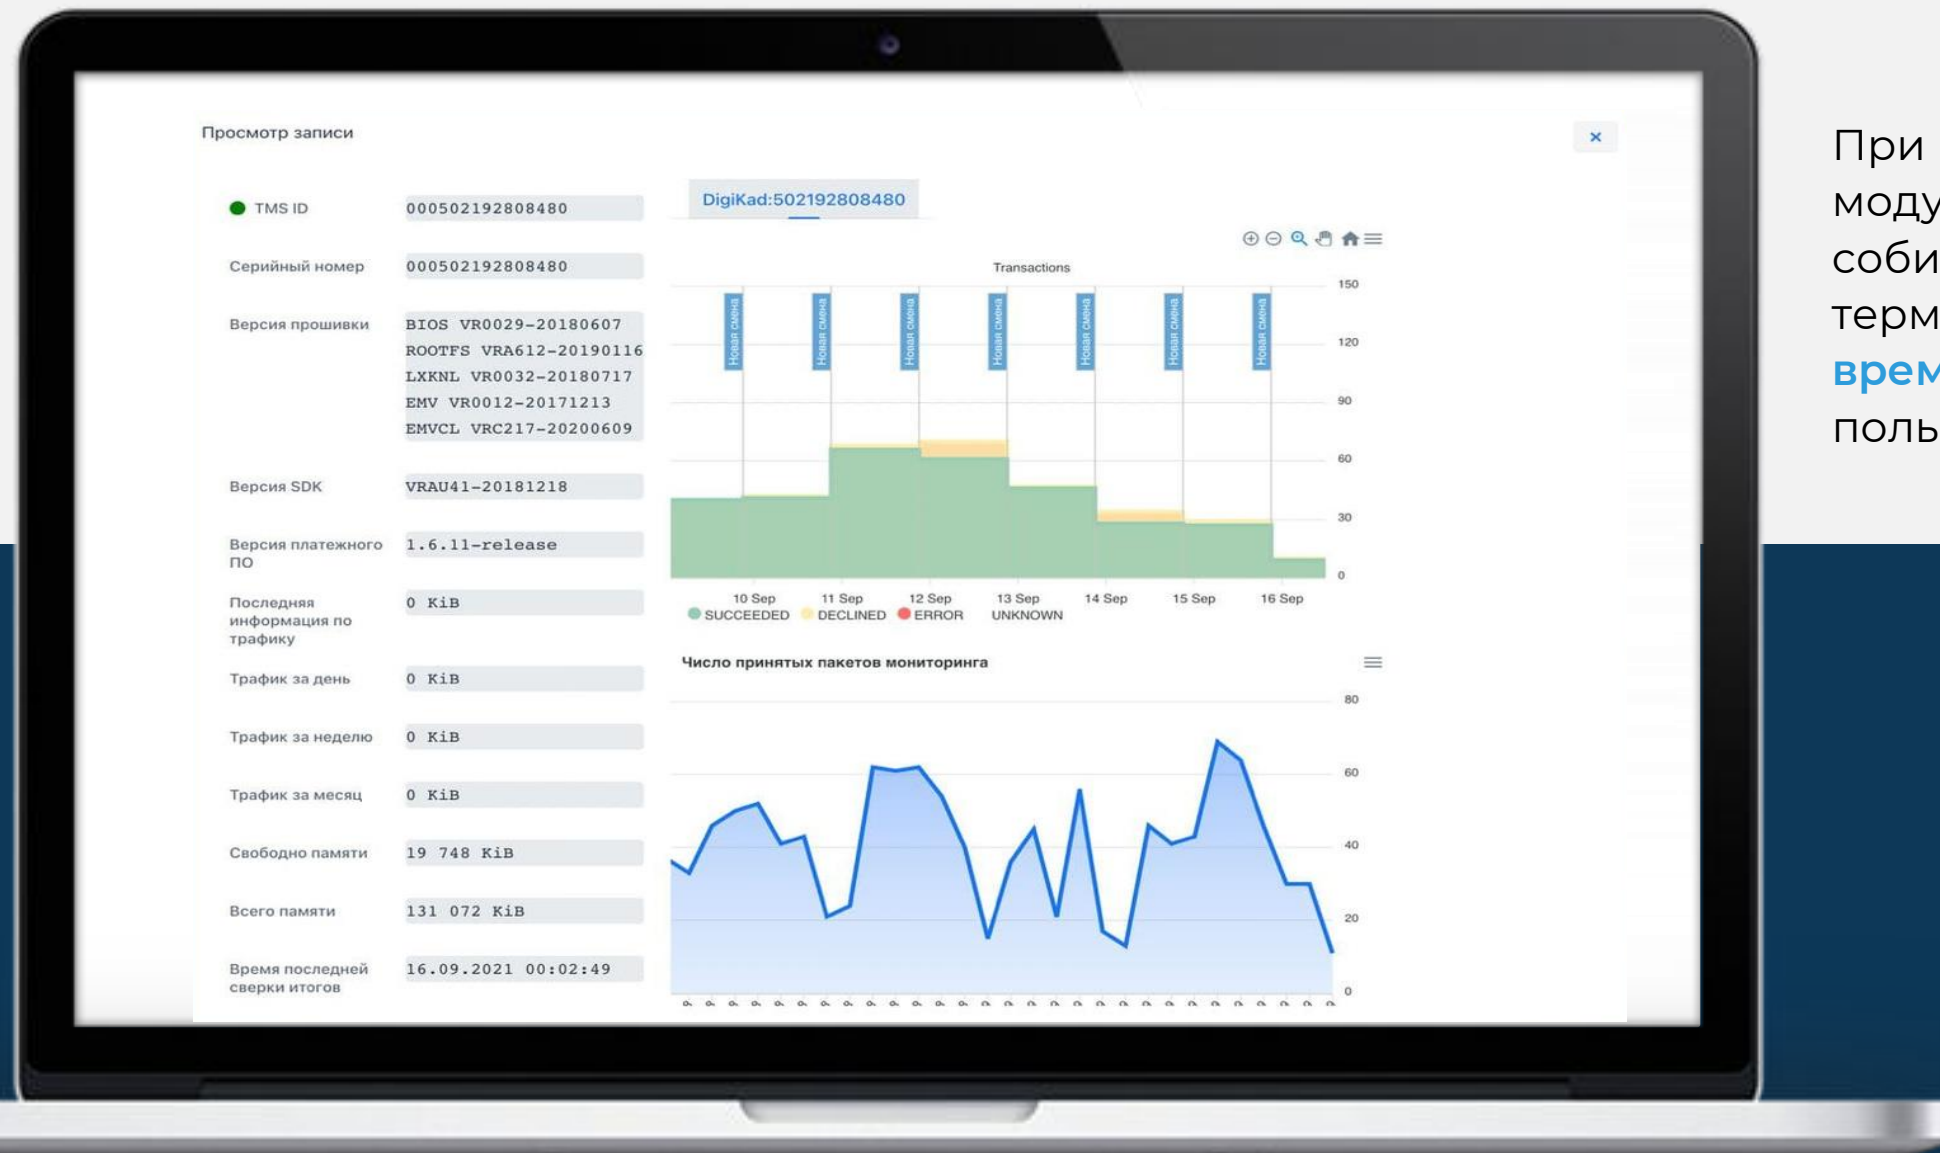 Просмотр записи
×
TMS ID
000502192808480
Серийный номер
000502192808480
Версия прошивки
BIOS VR0029-20180607
ROOTFS VRA612-20190116
LXKNL VR0032-20180717
EMV VR0012-20171213
EMVCL VRC217-20200609
Версия SDK
VRAU41-20181218
Версия платежного
ПО
1.6.11-release
Последняя
информация по
трафику
0 KiB
Трафик за день
0 KiB
Трафик за неделю
0 KiB
Трафик за месяц
0 KiB
Свободно памяти
19 748 KiB
Всего памяти
131 072 KiB
Время последней
сверки итогов
16.09.2021 00:02:49
DigiKad:502192808480
Transactions
Новая смена
Новая смена
Новая смена
Новая смена
Новая смена
Новая смена
Новая смена
150
120
90
60
30
0
10 Sep 11 Sep 12 Sep 13 Sep 14 Sep 15 Sep 16 Sep
SUCCEEDED DECLINED ERROR UNKNOWN
Число принятых пакетов мониторинга
80
60
40
20
0
При
моду
соби
терм
врем
поль